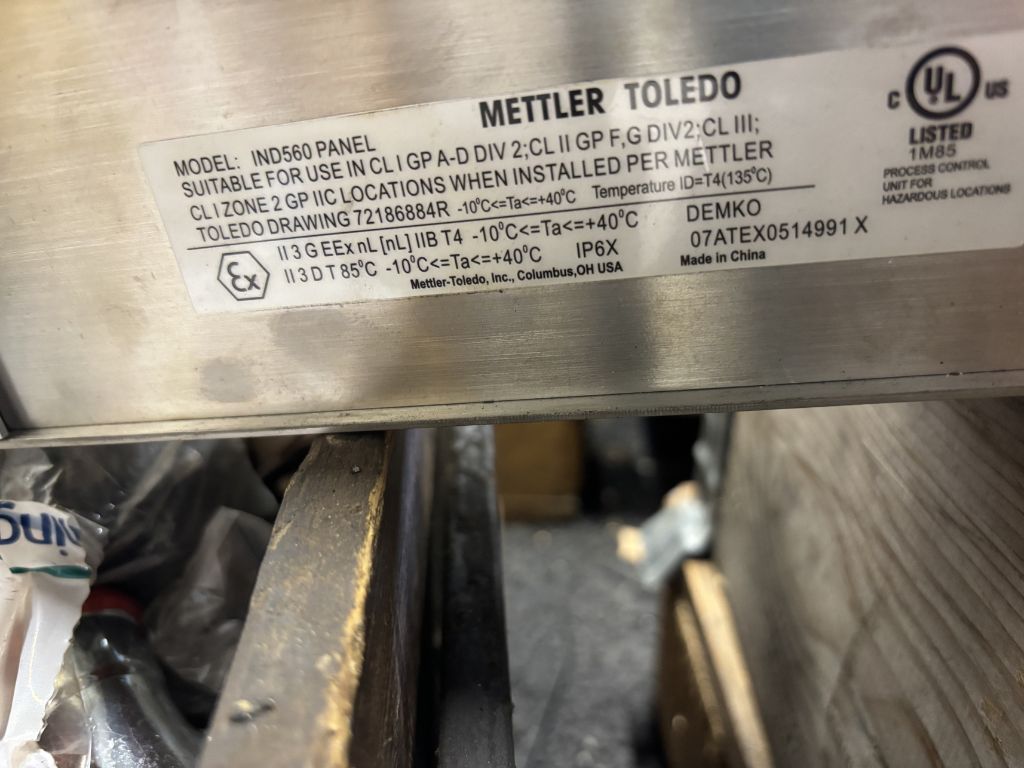 METTLER TOLEDO
MODEL: IND560 PANEL
SUITABLE FOR USE IN CL I GP A-D DIV 2;CL II GP F,G DIV2;CL III;
CL I ZONE 2 GP IIC LOCATIONS WHEN INSTALLED PER METTLER
TOLEDO DRAWING 72186884R -10°C<=Ta<=+40°C Temperature ID=T4(135°C)
Ɛx II 3 G EEx nL [nL] IIB T4 -10°C<=Ta<=+40°C DEMKO
II 3 D T 85°C -10°C<=Ta<=+40°C IP6X 07ATEX0514991 X
Mettler-Toledo, Inc., Columbus,OH USA Made in China
C UL US
LISTED
1M85
PROCESS CONTROL
UNIT FOR
HAZARDOUS LOCATIONS
ning